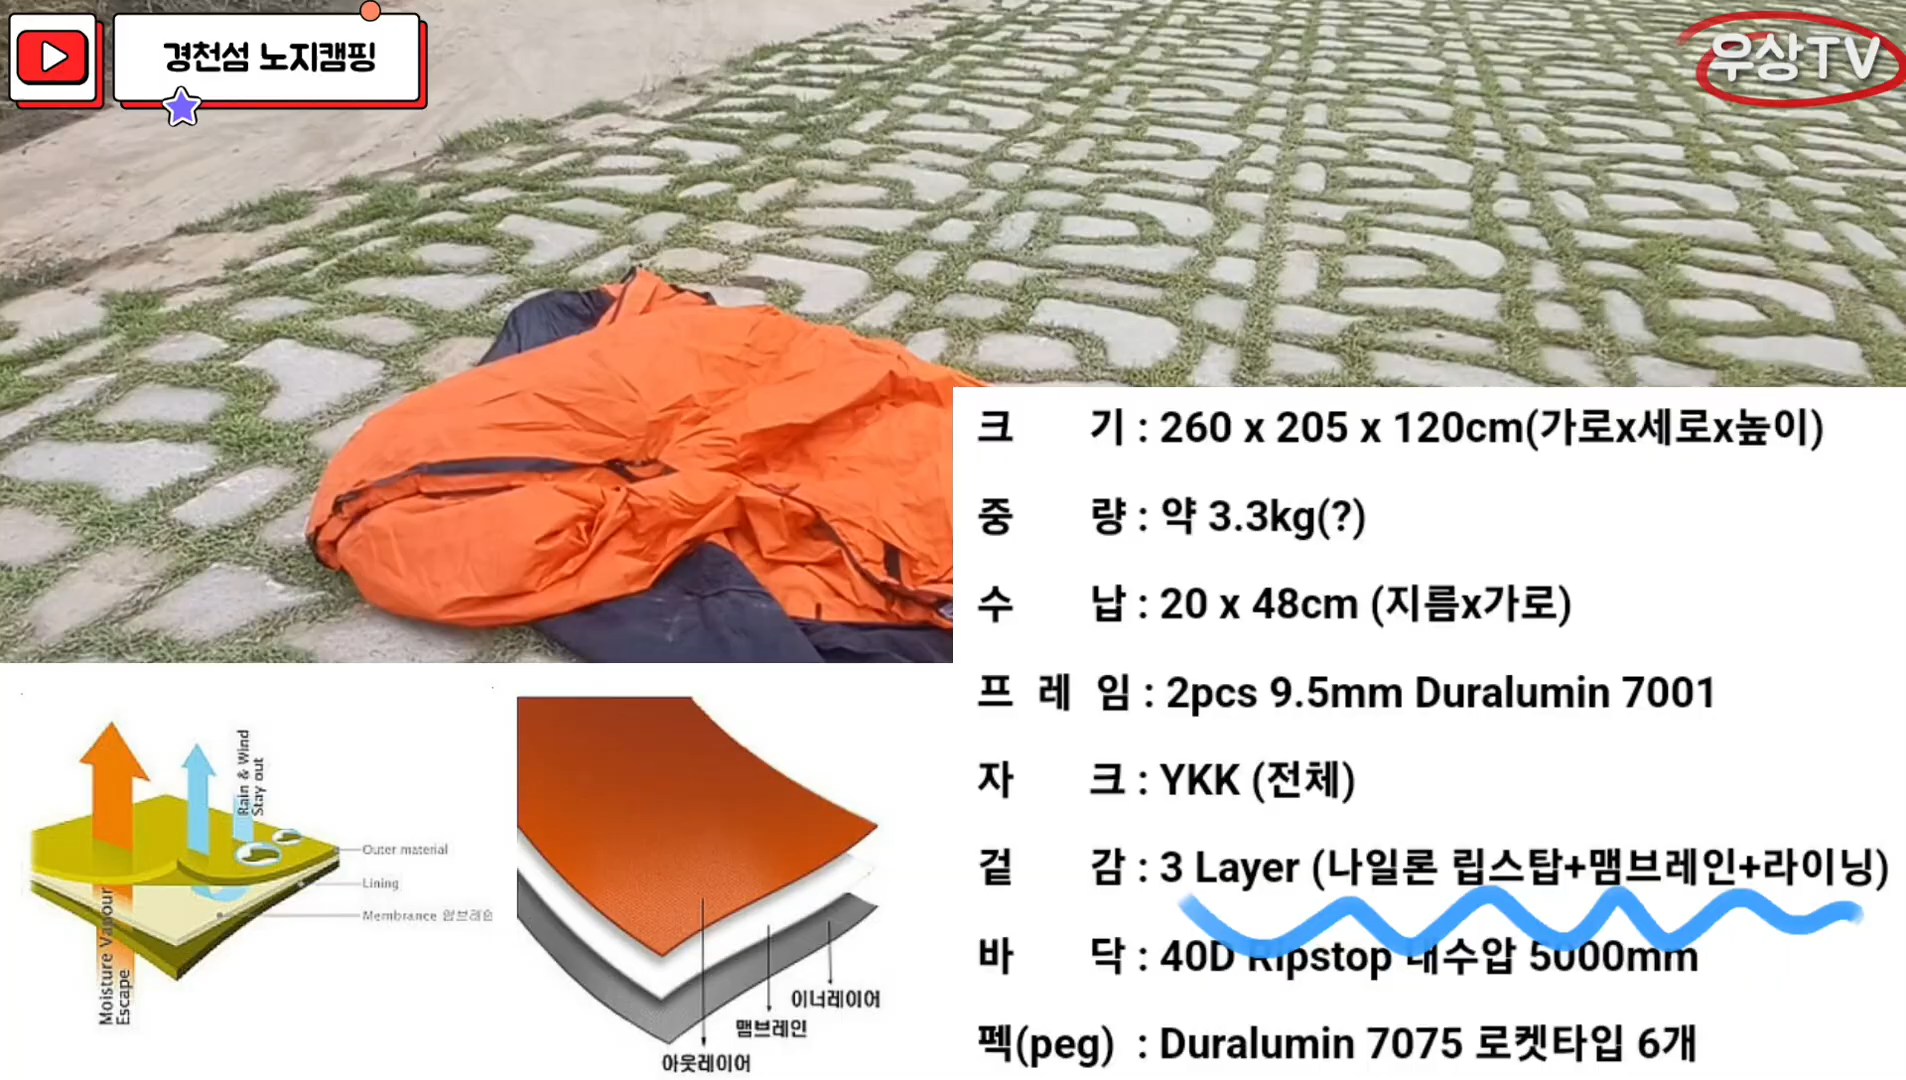 경천섬 노지캠핑
우상TV
크 기 : 260 x 205 x 120cm(가로x세로x높이)
중 량 : 약 3.3kg(?)
수 납 : 20 x 48cm (지름x가로)
프 레 임 : 2pcs 9.5mm Duralumin 7001
자 크 : YKK (전체)
겉 감 : 3 Layer (나일론 립스탑+맴브레인+라이닝)
바 닥 : 40D Ripstop 내수압 5000mm
펙(peg) : Duralumin 7075 로켓타입 6개
Rain & Wind
Stay out
Outer material
Lining
Membrance
Moisture Vapour
Escape
이너레이어
맴브레인
아웃레이어